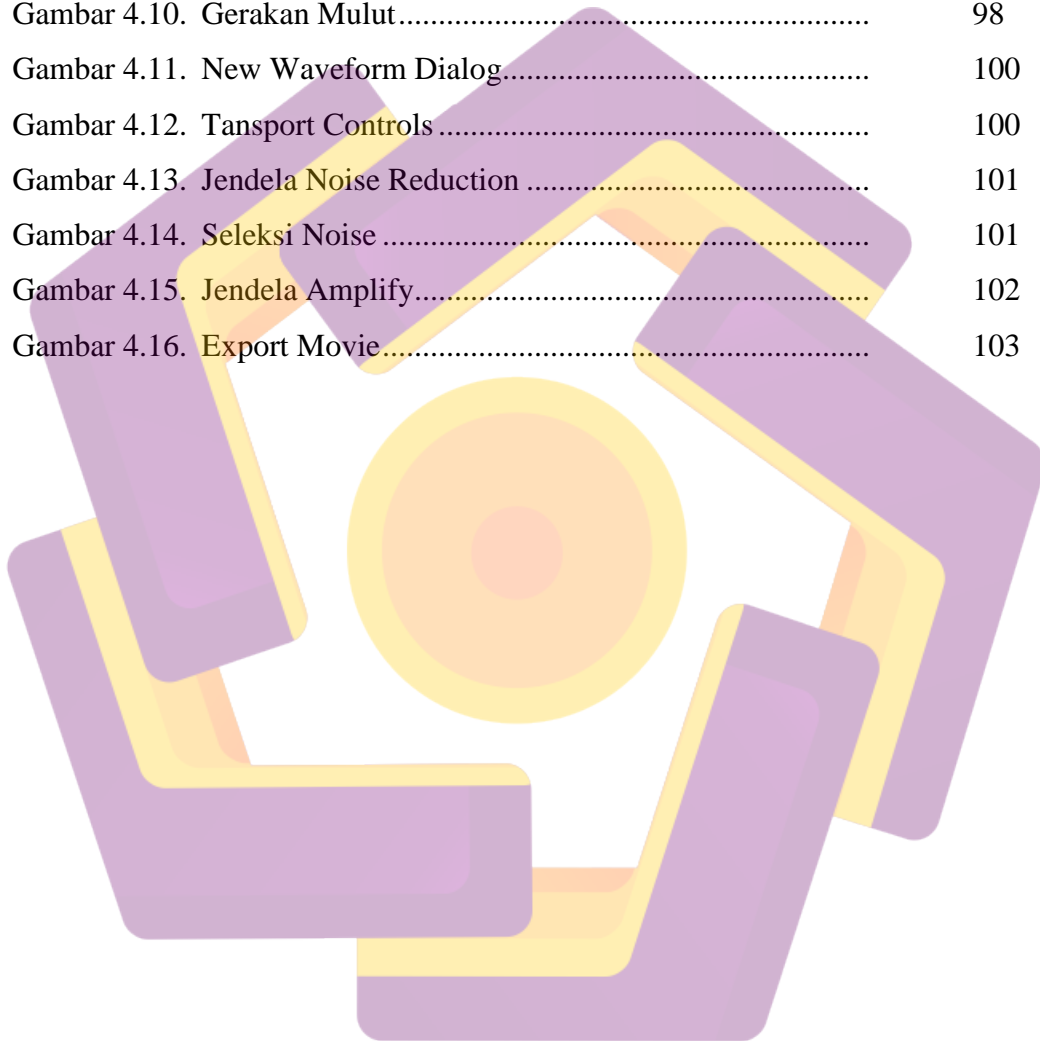 Gambar 4.10. Gerakan Mulut............................................................... 98
Gambar 4.11. New Waveform Dialog................................................. 100
Gambar 4.12. Tansport Controls.......................................................... 100
Gambar 4.13. Jendela Noise Reduction .............................................. 101
Gambar 4.14. Seleksi Noise ................................................................. 101
Gambar 4.15. Jendela Amplify............................................................. 102
Gambar 4.16. Export Movie................................................................. 103